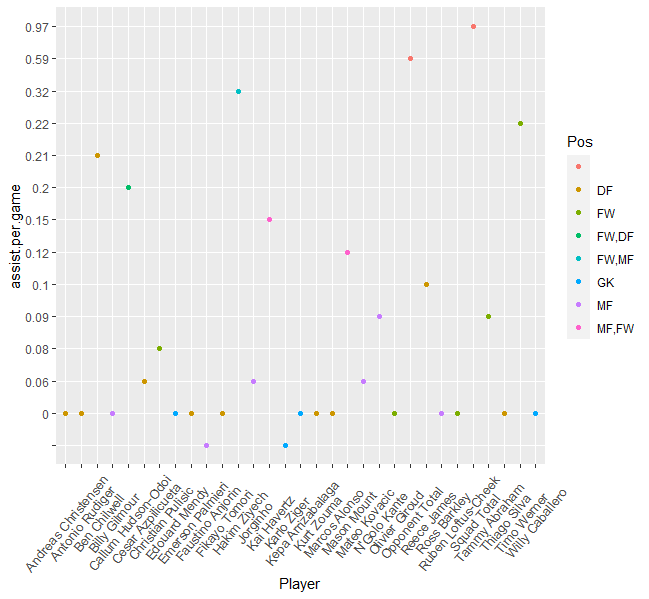 0.97
0.59
0.32
0.22
0.21
0.2
0.15
0.12
0.1
0.09
0.08
0.06
0
assist.per.game
Andreas Christensen
Antonio Rudiger
Ben Chilwell
Billy Gilmour
Callum Hudson-Odoi
Cesar Azpilicueta
Christian Pulisic
Edouard Mendy
Emerson Palmieri
Faustino Anjorin
Fikayo Tomori
Hakim Ziyech
Jorginho
Kai Havertz
Karlo Ziger
Kepa Arrizabalaga
Kurt Zouma
Marcos Alonso
Mason Mount
Mateo Kovacic
N'Golo Kante
Olivier Giroud
Opponent Total
Reece James
Ross Barkley
Ruben Loftus-Cheek
Squad Total
Tammy Abraham
Thiago Silva
Timo Werner
Willy Caballero
Player
Pos
DF
FW
FW,DF
FW,MF
GK
MF
MF,FW